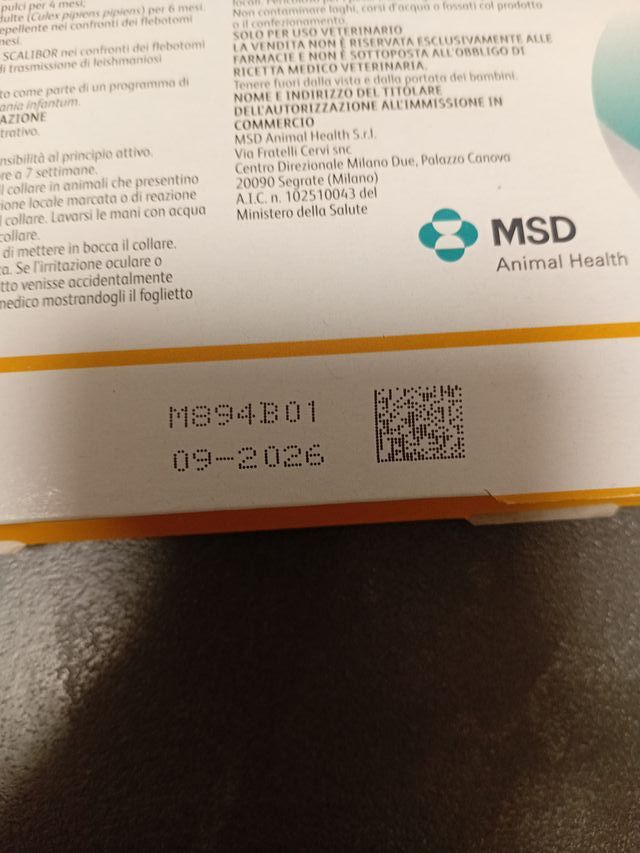 pulci per 4 mesi;
dulte (Culex pipiens pipiens) per 6 mesi.
epellente nei confronti dei flebotomi
mesi.
SCALIBOR nei confronti dei flebotomi
di trasmissione di leishmaniosi
to come parte di un programma di
ania infantum.
AZIONE
trativo.
nsibilità al principio attivo.
re a 7 settimane.
l collare in animali che presentino
ione locale marcata o di reazione
l collare. Lavarsi le mani con acqua
collare.
di mettere in bocca il collare.
a. Se l'irritazione oculare o
tto venisse accidentalmente
medico mostrandogli il foglietto
Non contaminare laghi, corsi d'acqua o fossati col prodotto
o il confezionamento.
SOLO PER USO VETERINARIO
LA VENDITA NON È RISERVATA ESCLUSIVAMENTE ALLE
FARMACIE E NON È SOTTOPOSTA ALL'OBBLIGO DI
RICETTA MEDICO VETERINARIA.
Tenere fuori dalla vista e dalla portata dei bambini.
NOME E INDIRIZZO DEL TITOLARE
DELL'AUTORIZZAZIONE ALL'IMMISSIONE IN
COMMERCIO
MSD Animal Health S.r.l.
Via Fratelli Cervi snc
Centro Direzionale Milano Due, Palazzo Canova
20090 Segrate (Milano)
A.I.C. n. 102510043 del
Ministero della Salute
MSD
Animal Health
M894B01
09-2026